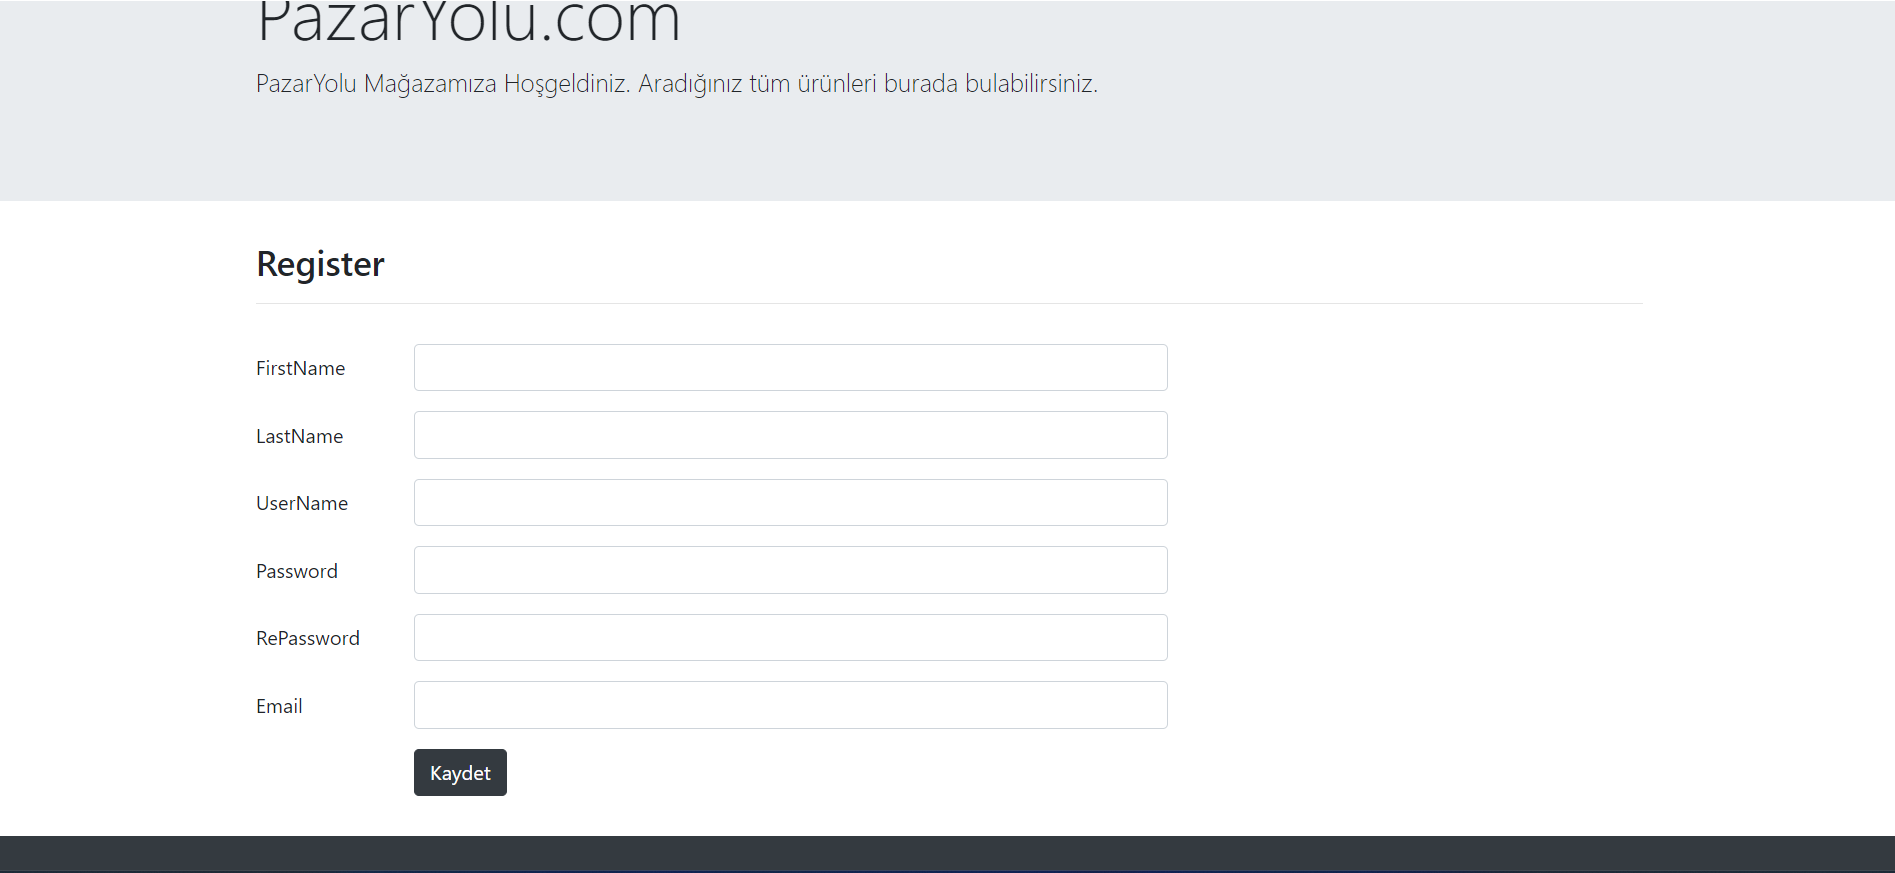 PazarYolu.com
PazarYolu Mağazamıza Hoşgeldiniz. Aradığınız tüm ürünleri burada bulabilirsiniz.
Register
FirstName
LastName
UserName
Password
RePassword
Email
Kaydet